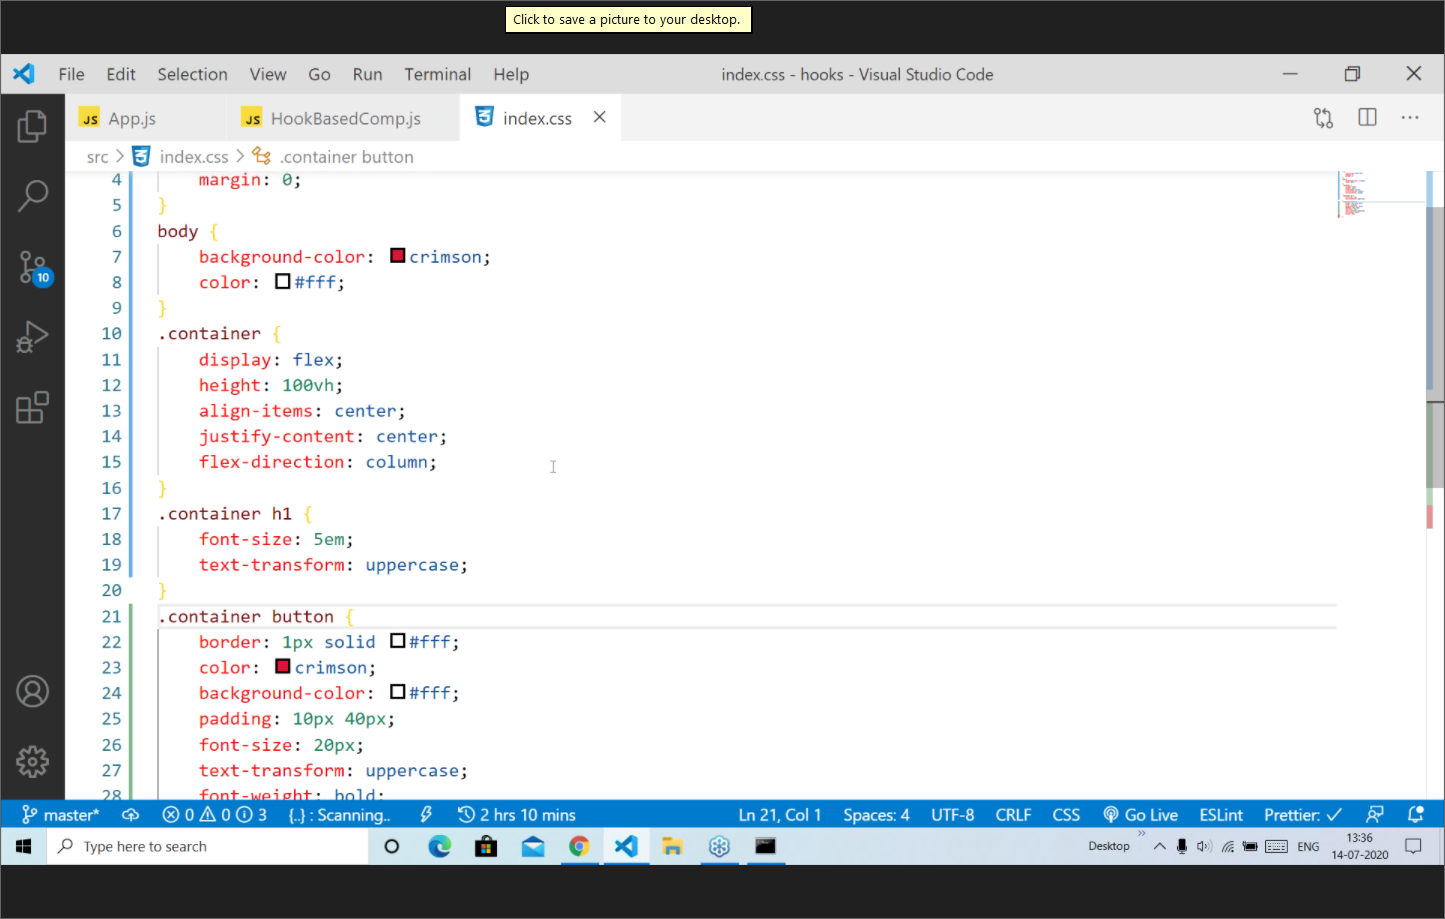 Click to save a picture to your desktop.
File Edit Selection View Go Run Terminal Help index.css - hooks - Visual Studio Code
JS App.js JS HookBasedComp.js index.css
src > index.css > .container button
4 margin: 0;
5 }
6 body {
7 background-color: crimson;
8 color: #fff;
9 }
10 .container {
11 display: flex;
12 height: 100vh;
13 align-items: center;
14 justify-content: center;
15 flex-direction: column;
16 }
17 .container h1 {
18 font-size: 5em;
19 text-transform: uppercase;
20 }
21 .container button {
22 border: 1px solid #fff;
23 color: crimson;
24 background-color: #fff;
25 padding: 10px 40px;
26 font-size: 20px;
27 text-transform: uppercase;
28 font-weight: bold;
10
master* 0 0 3 {..} : Scanning.. 2 hrs 10 mins Ln 21, Col 1 Spaces: 4 UTF-8 CRLF CSS Go Live ESLint Prettier: ✓
Type here to search Desktop ENG 13:36
14-07-2020